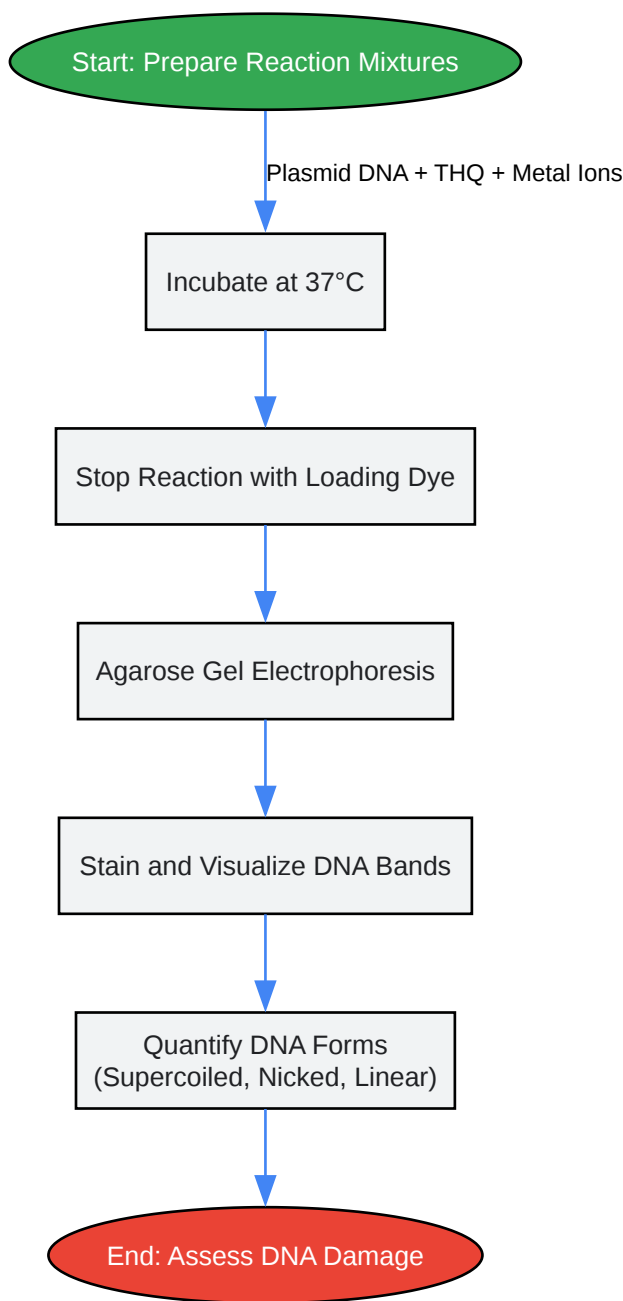 Start: Prepare Reaction Mixtures
Plasmid DNA + THQ + Metal Ions
Incubate at 37°C
Stop Reaction with Loading Dye
Agarose Gel Electrophoresis
Stain and Visualize DNA Bands
Quantify DNA Forms
(Supercoiled, Nicked, Linear)
End: Assess DNA Damage